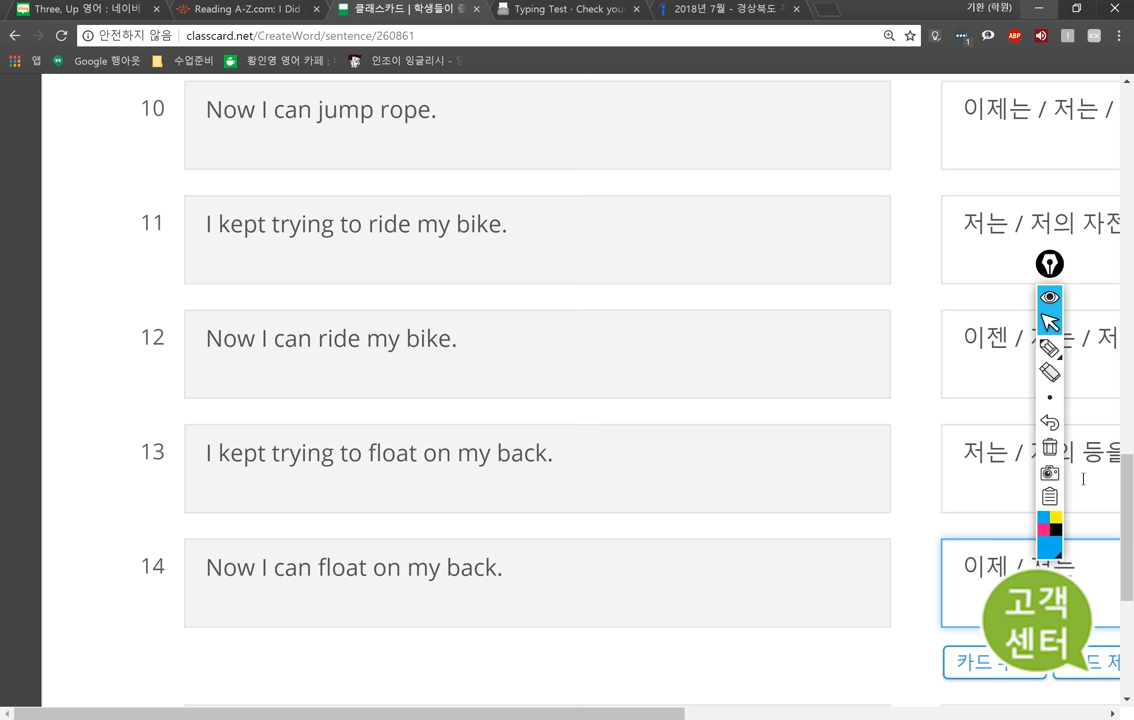 Three, Up 영어 : 네이버
Reading A-Z.com: I Did
클래스카드 | 학생들이
Typing Test · Check you
2018년 7월 - 경상북도
기환 (학원)
안전하지 않음 classcard.net/CreateWord/sentence/260861
앱 Google 행아웃 수업준비 황인영 영어 카페 : 인조이 잉글리시 -
10 Now I can jump rope. 이제는 / 저는 /
11 I kept trying to ride my bike. 저는 / 저의
12 Now I can ride my bike. 이젠 / / 저
13 I kept trying to float on my back. 저는 / 등을
14 Now I can float on my back. 이제 / 저는
고객
센터
카드